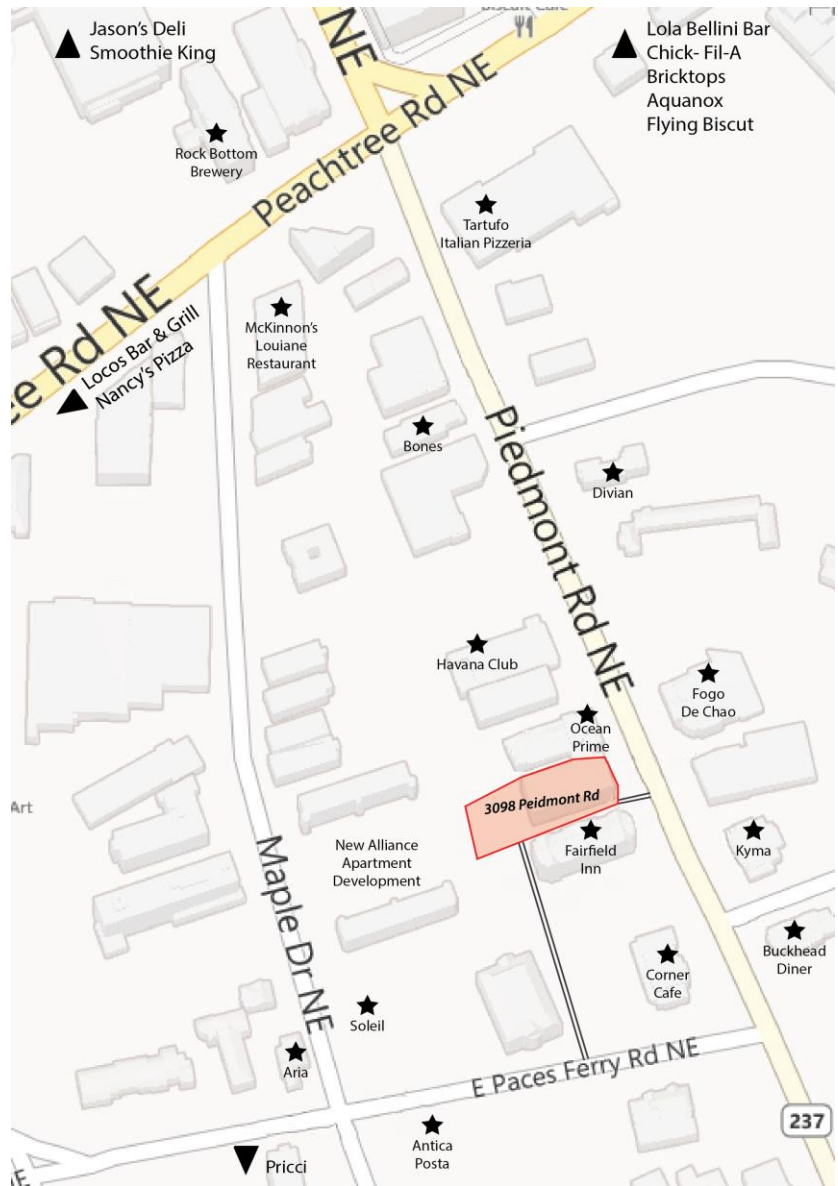 Jason's Deli
Smoothie King
Lola Bellini Bar
Chick- Fil-A
Bricktops
Aquanox
Flying Biscut
NE
Peachtree Rd NE
Rock Bottom
Brewery
Tartufo
Italian Pizzeria
ee Rd NE
Locos Bar & Grill
Nancy's Pizza
McKinnon's
Louiane
Restaurant
Bones
Piedmont Rd NE
Divian
Havana Club
Fogo
De Chao
Ocean
Prime
3098 Peidmont Rd
Art
New Alliance
Apartment
Development
Fairfield
Inn
Kyma
Maple Dr NE
Buckhead
Diner
Corner
Cafe
Soleil
Aria
E Paces Ferry Rd NE
237
Antica
Posta
Pricci